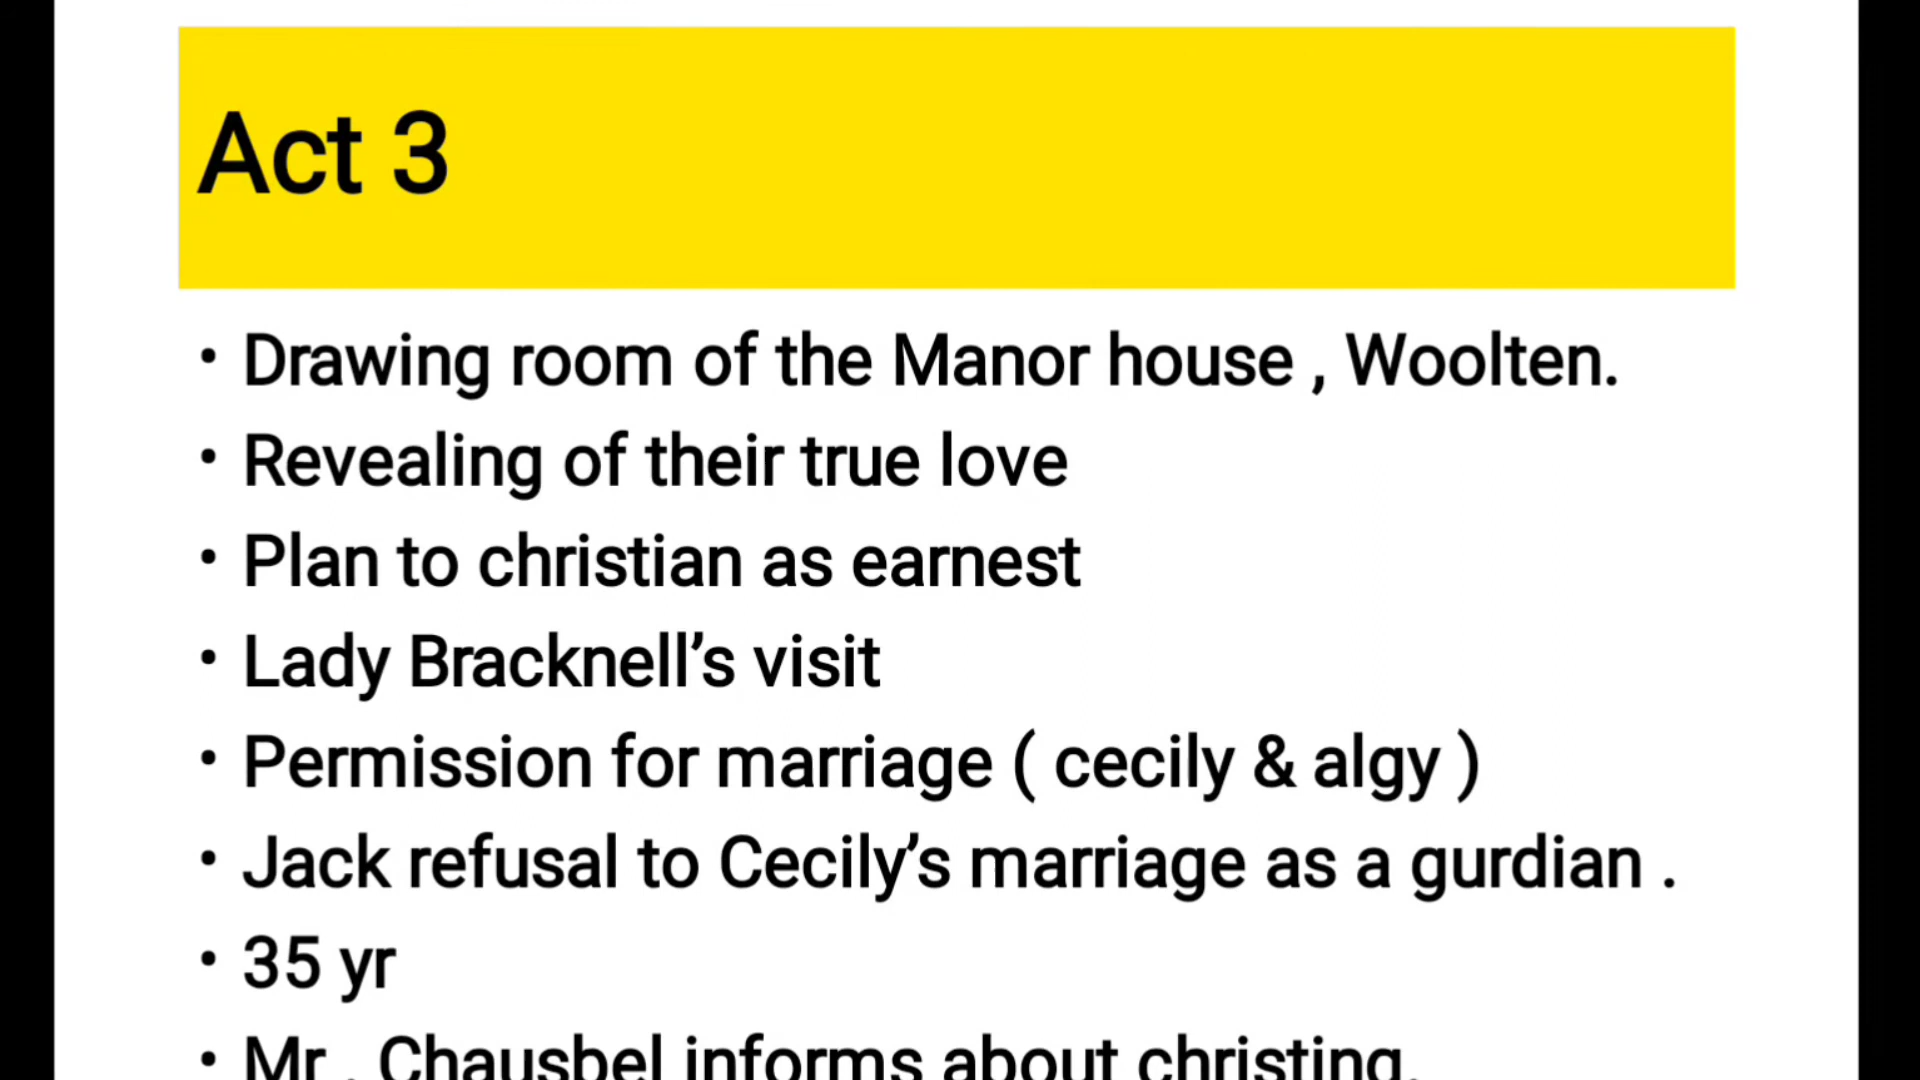 Act 3
• Drawing room of the Manor house , Woolten.
• Revealing of their true love
• Plan to christian as earnest
• Lady Bracknell’s visit
• Permission for marriage ( cecily & algy )
• Jack refusal to Cecily’s marriage as a gurdian .
• 35 yr
• Mr . Chausbel informs about christing.